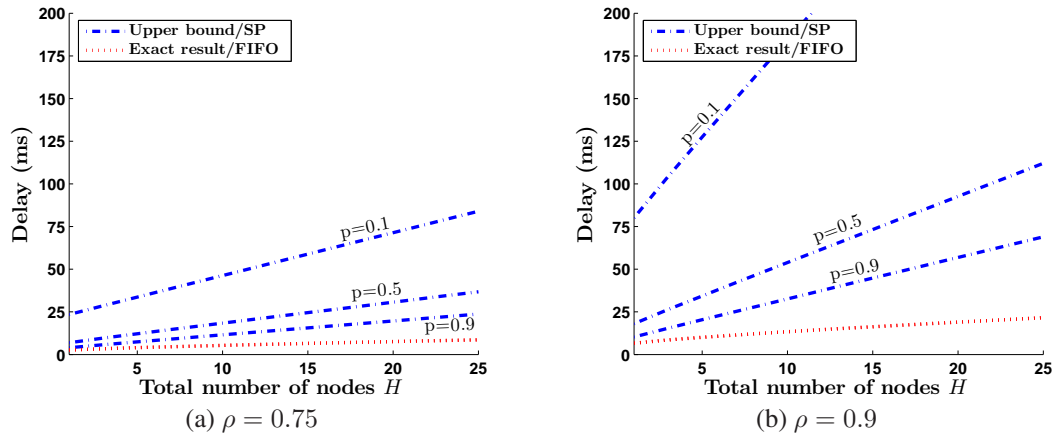 Upper bound/SP
Exact result/FIFO
Delay (ms)
200
175
150
125
100
75
50
25
0
p=0.1
p=0.5
p=0.9
5
10
15
20
25
Total number of nodes H
(a) ρ = 0.75
Upper bound/SP
Exact result/FIFO
Delay (ms)
200
175
150
125
100
75
50
25
0
p=0.1
p=0.5
p=0.9
5
10
15
20
25
Total number of nodes H
(b) ρ = 0.9